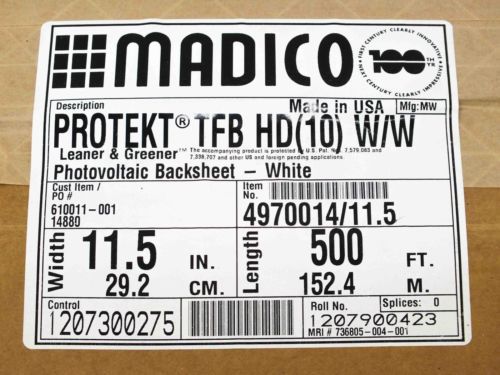 MADICO
FIRST CENTURY CLEARLY INNOVATIVE
100TH YR
NEXT CENTURY CLEARLY IMPRESSIVE
Description
Made in USA
Mfg:MW
PROTEKT® TFB HD(10) W/W
Leaner & Greener™ The accompanying product is protected by U.S. Pat. Nos. 7,579,083 and
7,338,707 and other US and foreign pending applications.
Photovoltaic Backsheet - White
Cust Item /
PO #
610011-001
14880
Item
No.
4970014/11.5
Width
11.5 IN.
29.2 CM.
Length
500 FT.
152.4 M.
Control
1207300275
Roll No.
Splices: 0
1207900423
MRI # 736805-004-001